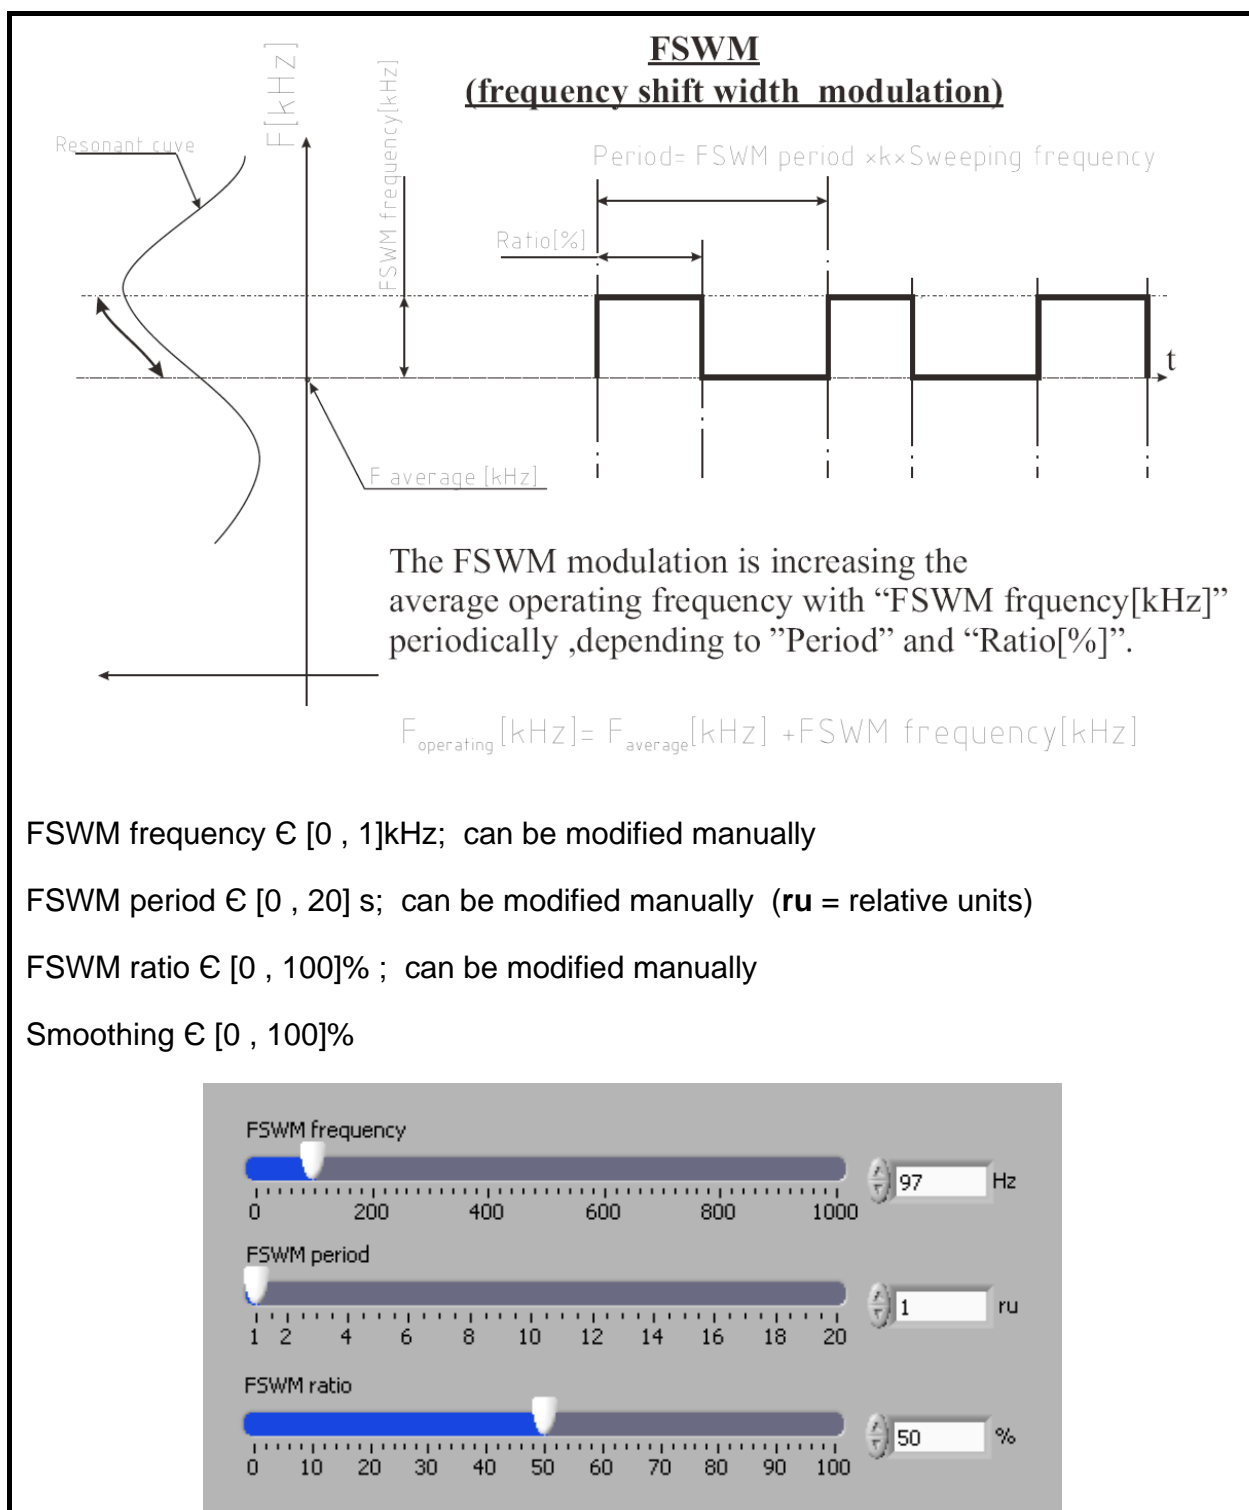 FSWM
(frequency shift width modulation)
F[kHz]
FSWM frequency[kHz]
Resonant cuve
Period= FSWM period ×k×Sweeping frequency
Ratio[%]
t
F average [kHz]
The FSWM modulation is increasing the
average operating frequency with “FSWM frquency[kHz]”
periodically ,depending to ”Period” and “Ratio[%]”.
Foperating[kHz]= Faverage[kHz] +FSWM frequency[kHz]
FSWM frequency Є [0 , 1]kHz; can be modified manually
FSWM period Є [0 , 20] s; can be modified manually (ru = relative units)
FSWM ratio Є [0 , 100]% ; can be modified manually
Smoothing Є [0 , 100]%
FSWM frequency
97 Hz
0 200 400 600 800 1000
FSWM period
1 ru
1 2 4 6 8 10 12 14 16 18 20
FSWM ratio
50 %
0 10 20 30 40 50 60 70 80 90 100